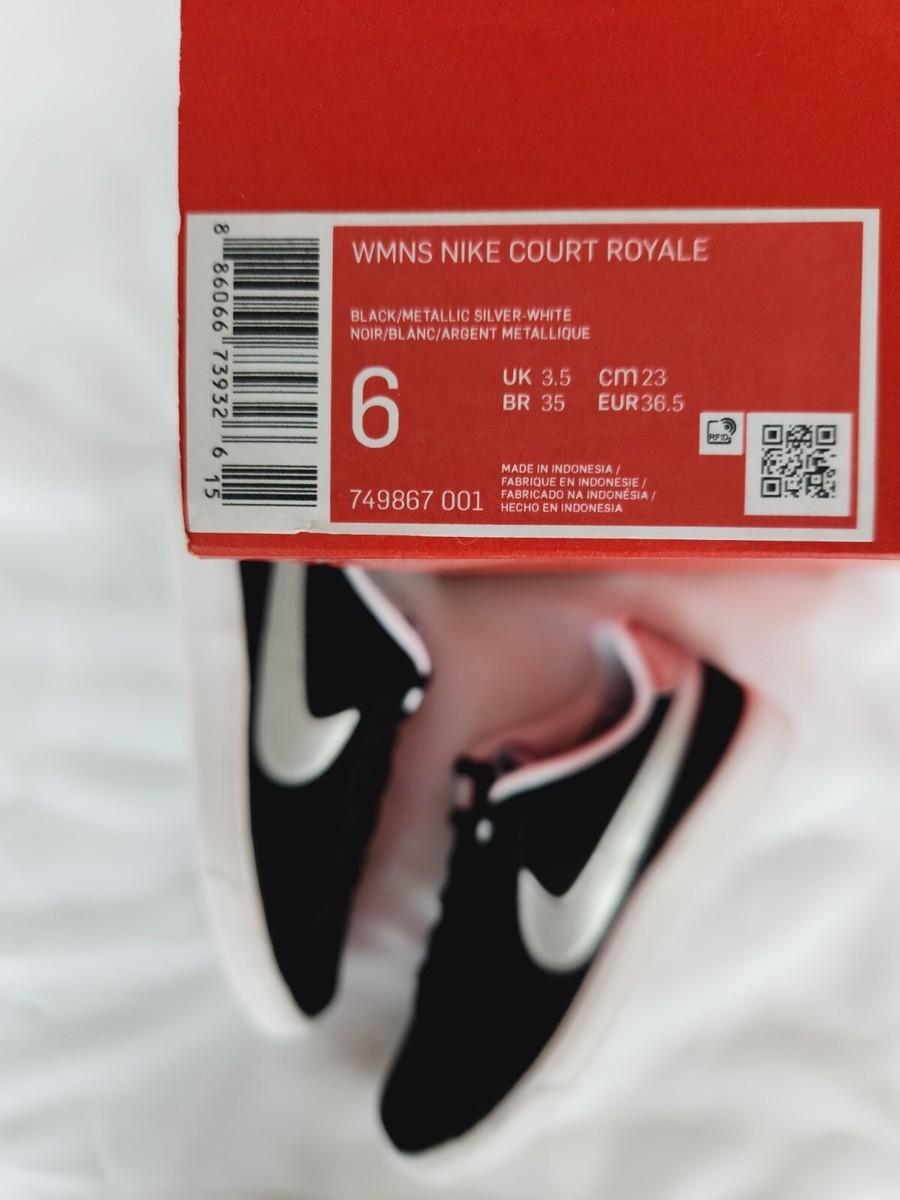 WMNS NIKE COURT ROYALE
BLACK/METALLIC SILVER-WHITE
NOIR/BLANC/ARGENT METALLIQUE
6
UK 3.5 cm 23
BR 35 EUR 36.5
RFID
749867 001
MADE IN INDONESIA /
FABRIQUE EN INDONESIE /
FABRICADO NA INDONÉSIA /
HECHO EN INDONESIA
8 86066 73932 6 15